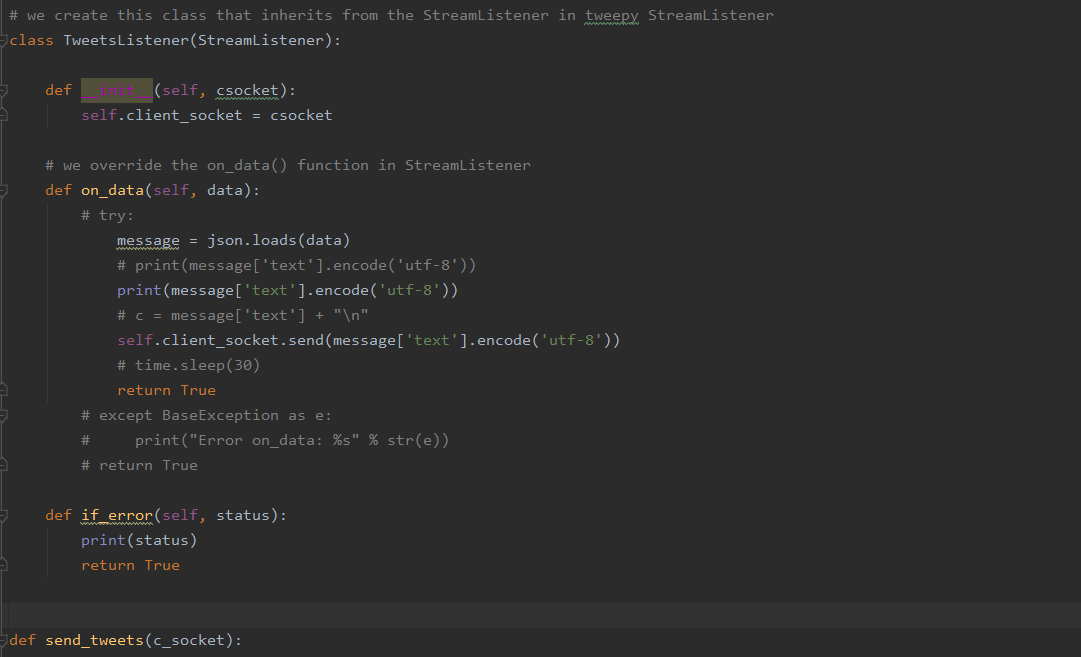 # we create this class that inherits from the StreamListener in tweepy StreamListener
class TweetsListener(StreamListener):
def __init__(self, csocket):
self.client_socket = csocket
# we override the on_data() function in StreamListener
def on_data(self, data):
# try:
message = json.loads(data)
# print(message['text'].encode('utf-8'))
print(message['text'].encode('utf-8'))
# c = message['text'] + "\n"
self.client_socket.send(message['text'].encode('utf-8'))
# time.sleep(30)
return True
# except BaseException as e:
#     print("Error on_data: %s" % str(e))
# return True
def if_error(self, status):
print(status)
return True
def send_tweets(c_socket):